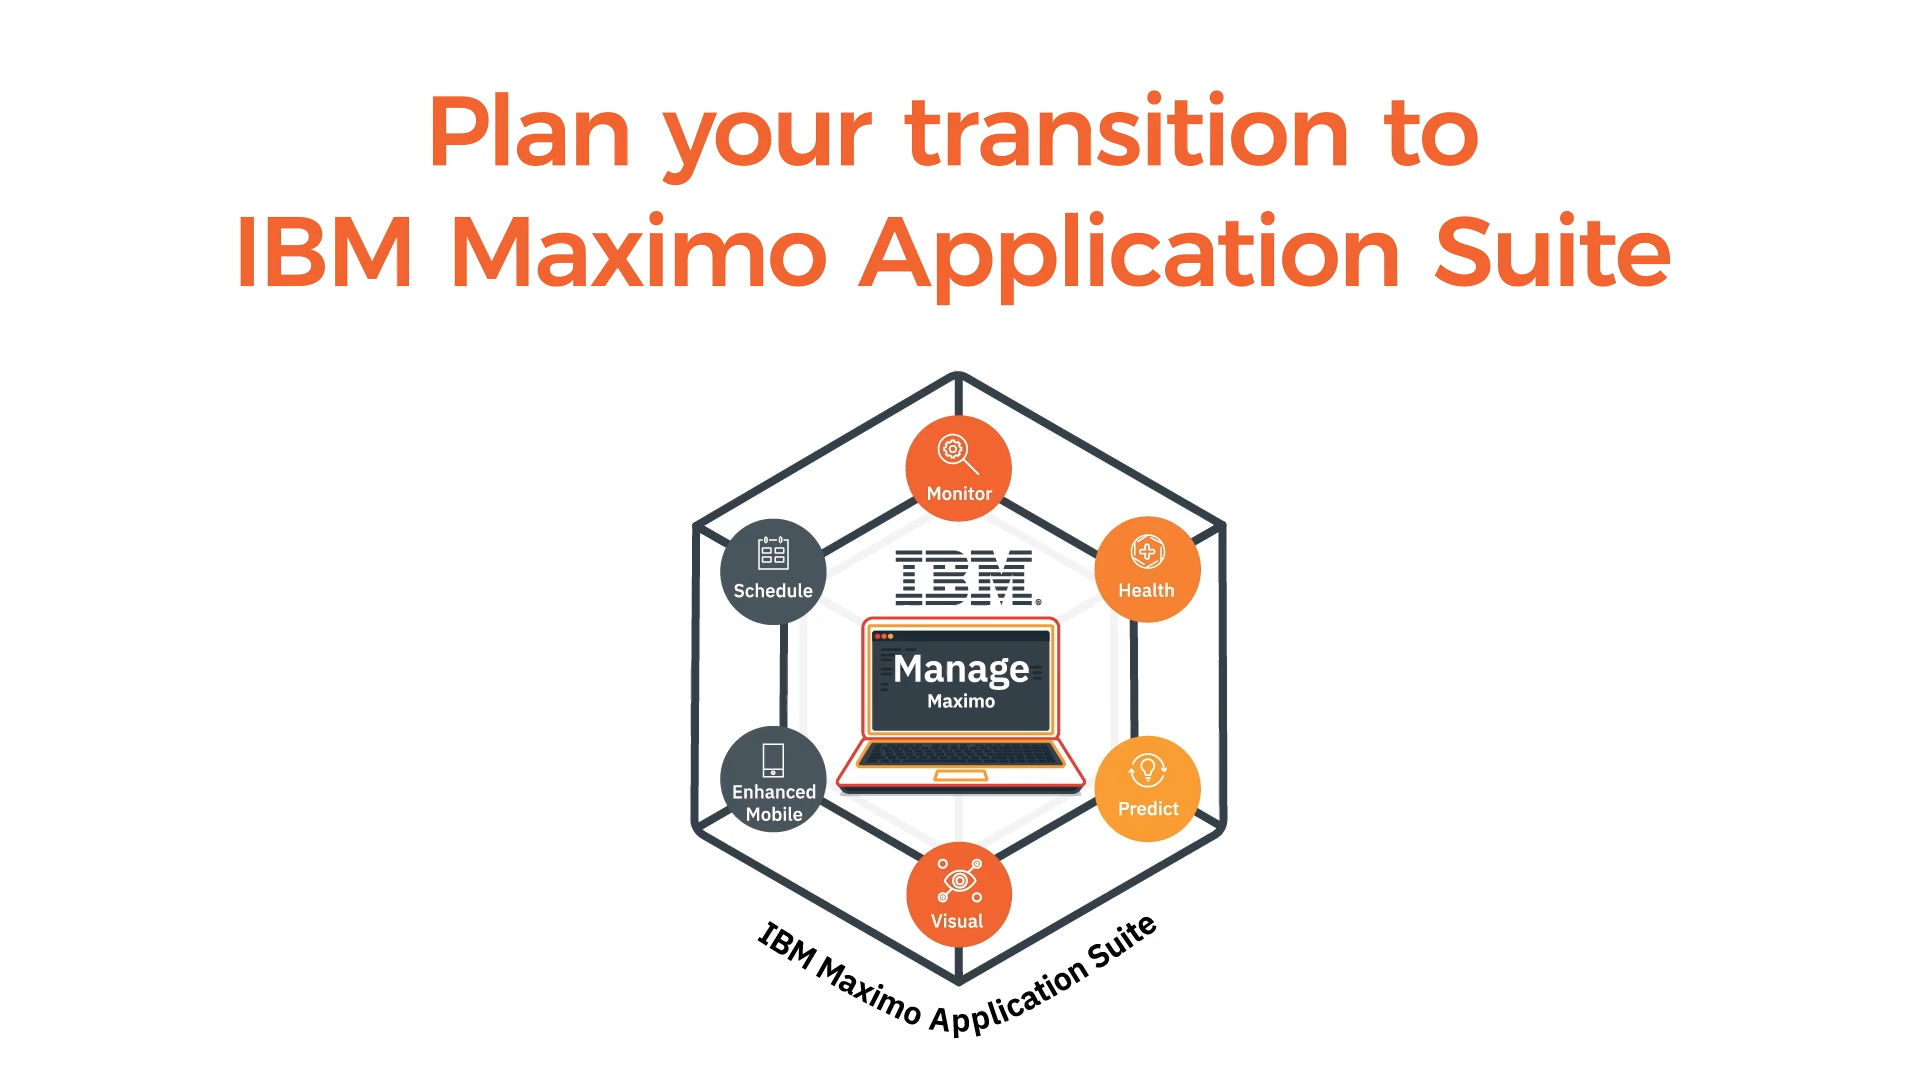 Plan your transition to
IBM Maximo Application Suite
Monitor
Schedule
Health
IBM®
Manage
Maximo
Enhanced
Mobile
Predict
Visual
IBM Maximo Application Suite